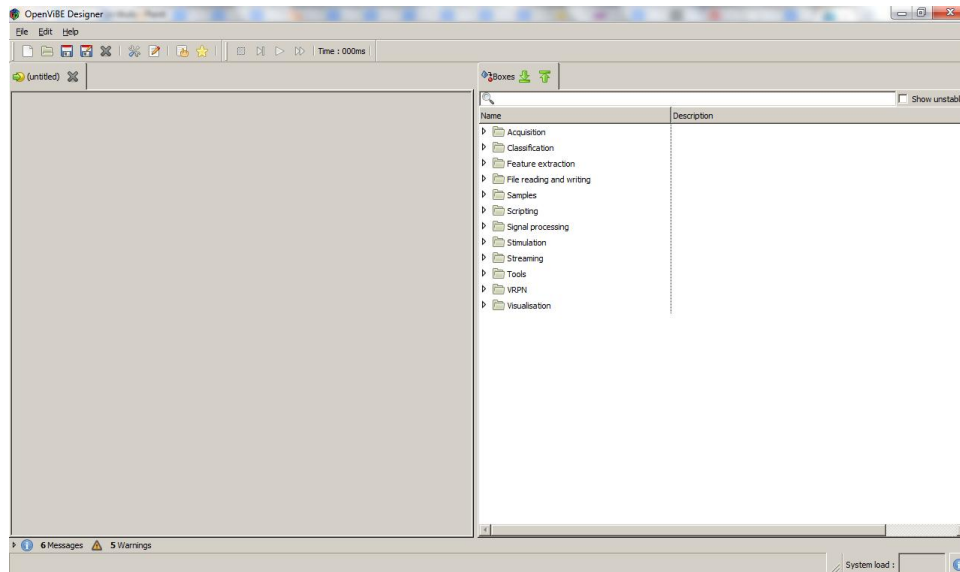 OpenViBE Designer
File Edit Help
Time : 000ms
(untitled)
Boxes
Show unstabl
Name Description
Acquisition
Classification
Feature extraction
File reading and writing
Samples
Scripting
Signal processing
Stimulation
Streaming
Tools
VRPN
Visualisation
6 Messages 5 Warnings
System load :